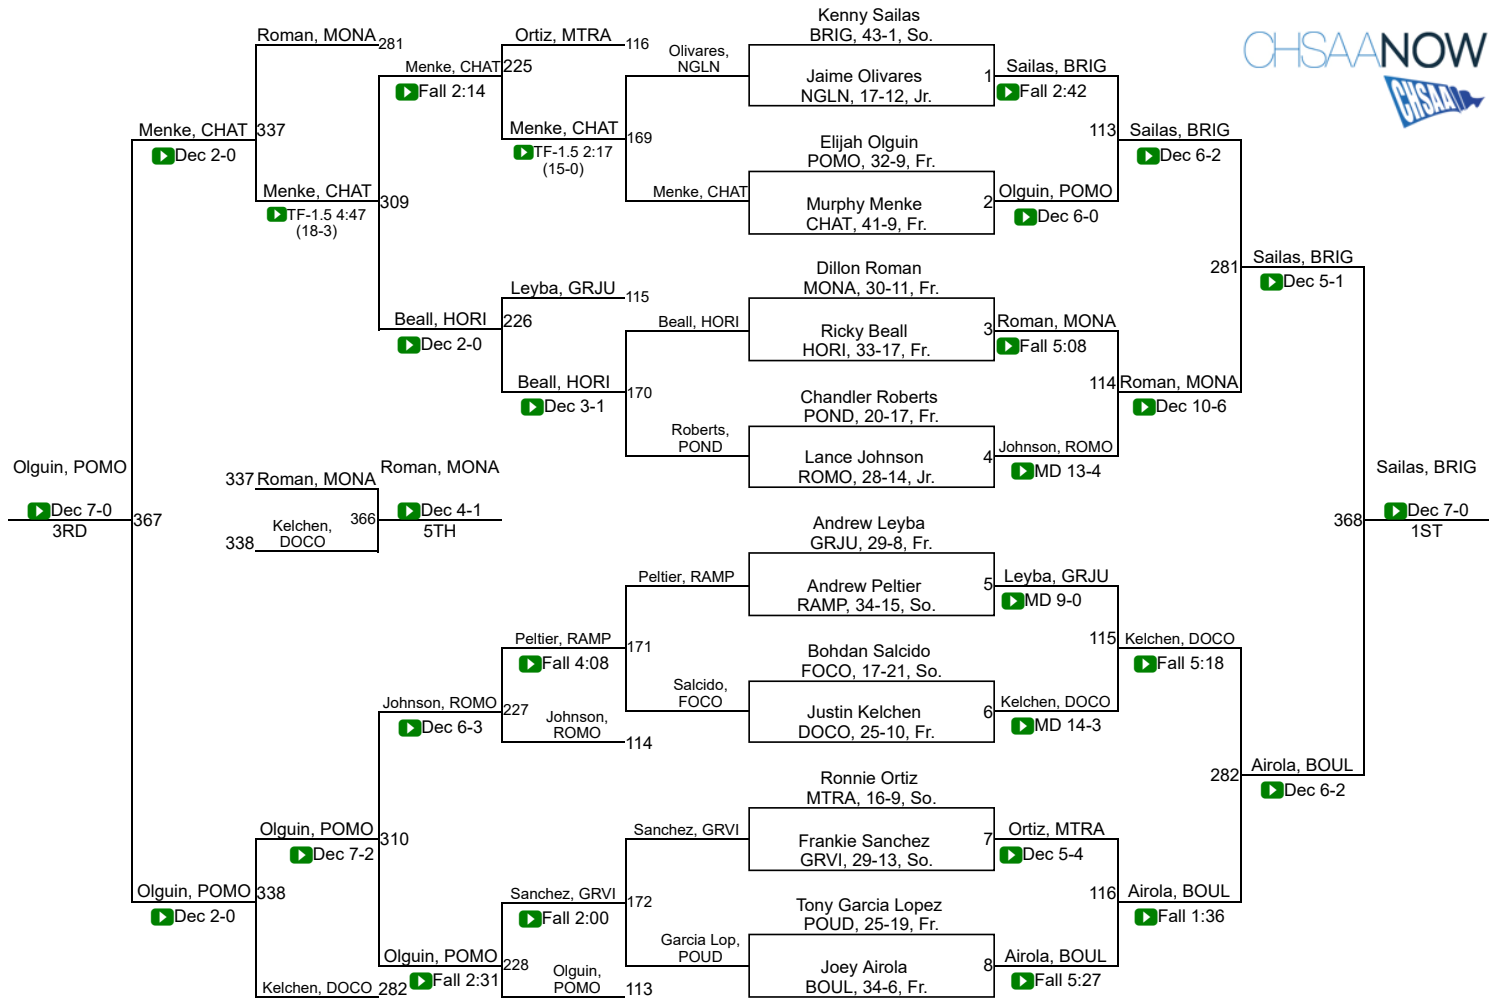 CHSAANOW
CHSAA
Kenny Sailas
BRIG, 43-1, So.
Jaime Olivares
NGLN, 17-12, Jr.
1
Elijah Olguin
POMO, 32-9, Fr.
Murphy Menke
CHAT, 41-9, Fr.
2
Dillon Roman
MONA, 30-11, Fr.
Ricky Beall
HORI, 33-17, Fr.
3
Chandler Roberts
POND, 20-17, Fr.
Lance Johnson
ROMO, 28-14, Jr.
4
Andrew Leyba
GRJU, 29-8, Fr.
Andrew Peltier
RAMP, 34-15, So.
5
Bohdan Salcido
FOCO, 17-21, So.
Justin Kelchen
DOCO, 25-10, Fr.
6
Ronnie Ortiz
MTRA, 16-9, So.
Frankie Sanchez
GRVI, 29-13, So.
7
Tony Garcia Lopez
POUD, 25-19, Fr.
Joey Airola
BOUL, 34-6, Fr.
8
Sailas, BRIG
Fall 2:42
Olguin, POMO
Dec 6-0
Roman, MONA
Fall 5:08
Johnson, ROMO
MD 13-4
Leyba, GRJU
MD 9-0
Kelchen, DOCO
MD 14-3
Ortiz, MTRA
Dec 5-4
Airola, BOUL
Fall 5:27
113
Sailas, BRIG
Dec 6-2
114
Roman, MONA
Dec 10-6
115
Kelchen, DOCO
Fall 5:18
116
Airola, BOUL
Fall 1:36
281
Sailas, BRIG
Dec 5-1
282
Airola, BOUL
Dec 6-2
368
Sailas, BRIG
Dec 7-0
1ST
Olivares,
NGLN
Menke, CHAT
Beall, HORI
Roberts,
POND
Peltier, RAMP
Salcido,
FOCO
Sanchez, GRVI
Garcia Lop,
POUD
Ortiz, MTRA
116
Menke, CHAT
169
TF-1.5 2:17
(15-0)
Leyba, GRJU
115
Beall, HORI
170
Dec 3-1
Peltier, RAMP
171
Fall 4:08
Johnson,
ROMO
114
Sanchez, GRVI
172
Fall 2:00
Olguin,
POMO
113
Menke, CHAT
225
Fall 2:14
Beall, HORI
226
Dec 2-0
Johnson, ROMO
227
Dec 6-3
Olguin, POMO
228
Fall 2:31
Roman, MONA
281
Menke, CHAT
309
TF-1.5 4:47
(18-3)
Olguin, POMO
310
Dec 7-2
Kelchen, DOCO
282
Menke, CHAT
337
Dec 2-0
Olguin, POMO
338
Dec 2-0
337
Roman, MONA
338
Kelchen,
DOCO
366
Roman, MONA
Dec 4-1
5TH
Olguin, POMO
Dec 7-0
3RD
367